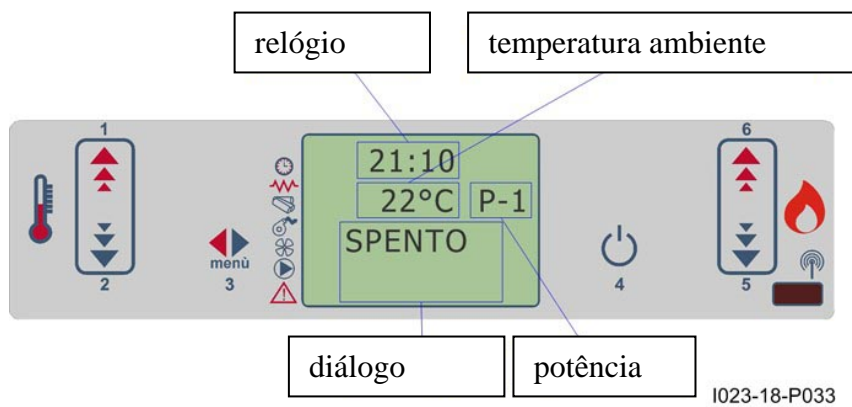 relógio
temperatura ambiente
1
6
21:10
22°C
P-1
SPENTO
menù
2
3
4
5
diálogo
potência
I023-18-P033